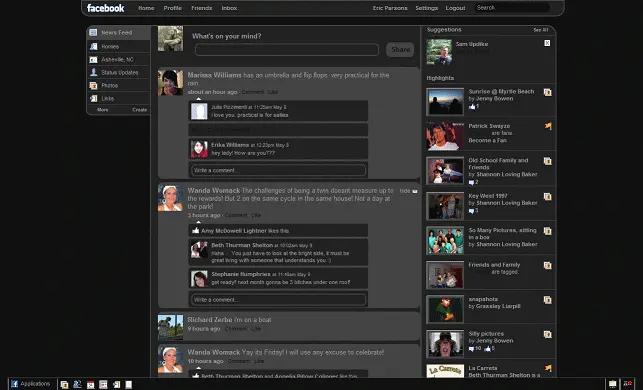 facebook Home Profile Friends Inbox Eric Parsons Settings Logout Search
News Feed
Homies
Asheville, NC
Status Updates
Photos
Links
More Create
What's on your mind?
Share
Marissa Williams has an umbrella and flip flops. very practical for the
rain.
about an hour ago Comment Like
Julie Pizzimenti at 11:25am May 9
I love you. practical is for sallies
Erika Williams at 12:23pm May 9
hey lady! How are you???
Write a comment...
Wanda Womack The challenges of being a twin doesnt measure up to hide
the rewards! But 2 on the same cycle in the same house! Not a day at
the park!
3 hours ago Comment Like
Amy McDowell Lightner likes this.
Beth Thurman Shelton at 10:02am May 9
Haha You just have to look at the bright side, it must be
great living with someone that understands you. :)
Stephanie Humphries at 11:49am May 9
get ready!! next month gonna be 3 bitches under one roof
Write a comment...
Richard Zerbe i'm on a boat
9 hours ago Comment Like
Wanda Womack Yay its Friday! I will use any excuse to celebrate!
10 hours ago Comment Like
Beth Thurman Shelton and Angelia Pillow Collinger like this.
Suggestions See All
Sam Updike
Highlights
Sunrise @ Myrtle Beach
by Jenny Bowen
1
Patrick Swayze
are fans.
Become a Fan
Old School Family and
Friends
by Shannon Loving Baker
2
Key West 1997
by Shannon Loving Baker
5
So Many Pictures, sitting
in a box
by Shannon Loving Baker
Friends and Family
are tagged.
snapshots
by Grassley Liarpill
Silly pictures
by Jenny Bowen
10 5
La Carreta
Beth Thurman Shelton is a
La Carreta
Applications